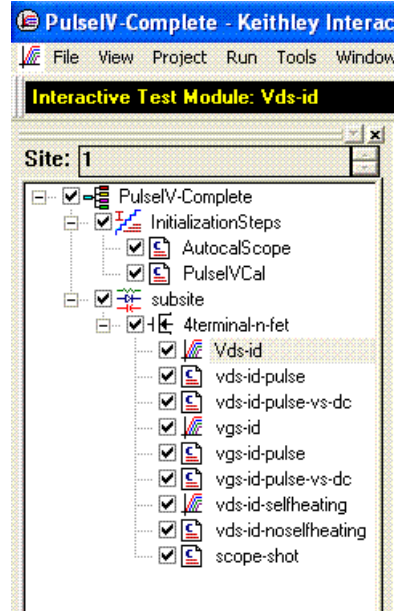 PulseIV-Complete - Keithley Interac
File View Project Run Tools Window
Interactive Test Module: Vds-id
Site: 1
PulseIV-Complete
InitializationSteps
AutocalScope
PulseIVCal
subsite
4terminal-n-fet
Vds-id
vds-id-pulse
vds-id-pulse-vs-dc
vgs-id
vgs-id-pulse
vgs-id-pulse-vs-dc
vds-id-selfheating
vds-id-noselfheating
scope-shot